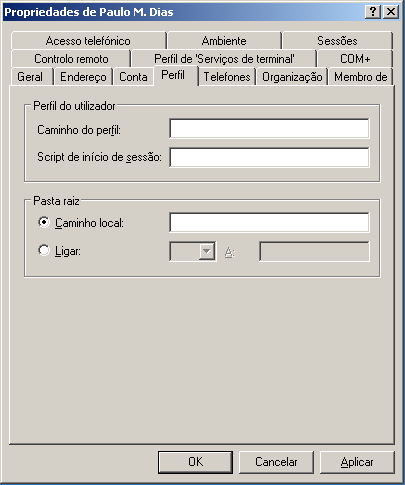 Propriedades de Paulo M. Dias
Acesso telefónico Ambiente Sessões
Controlo remoto Perfil de 'Serviços de terminal' COM+
Geral Endereço Conta Perfil Telefones Organização Membro de
Perfil do utilizador
Caminho do perfil:
Script de início de sessão:
Pasta raiz
Caminho local:
Ligar: A:
OK Cancelar Aplicar